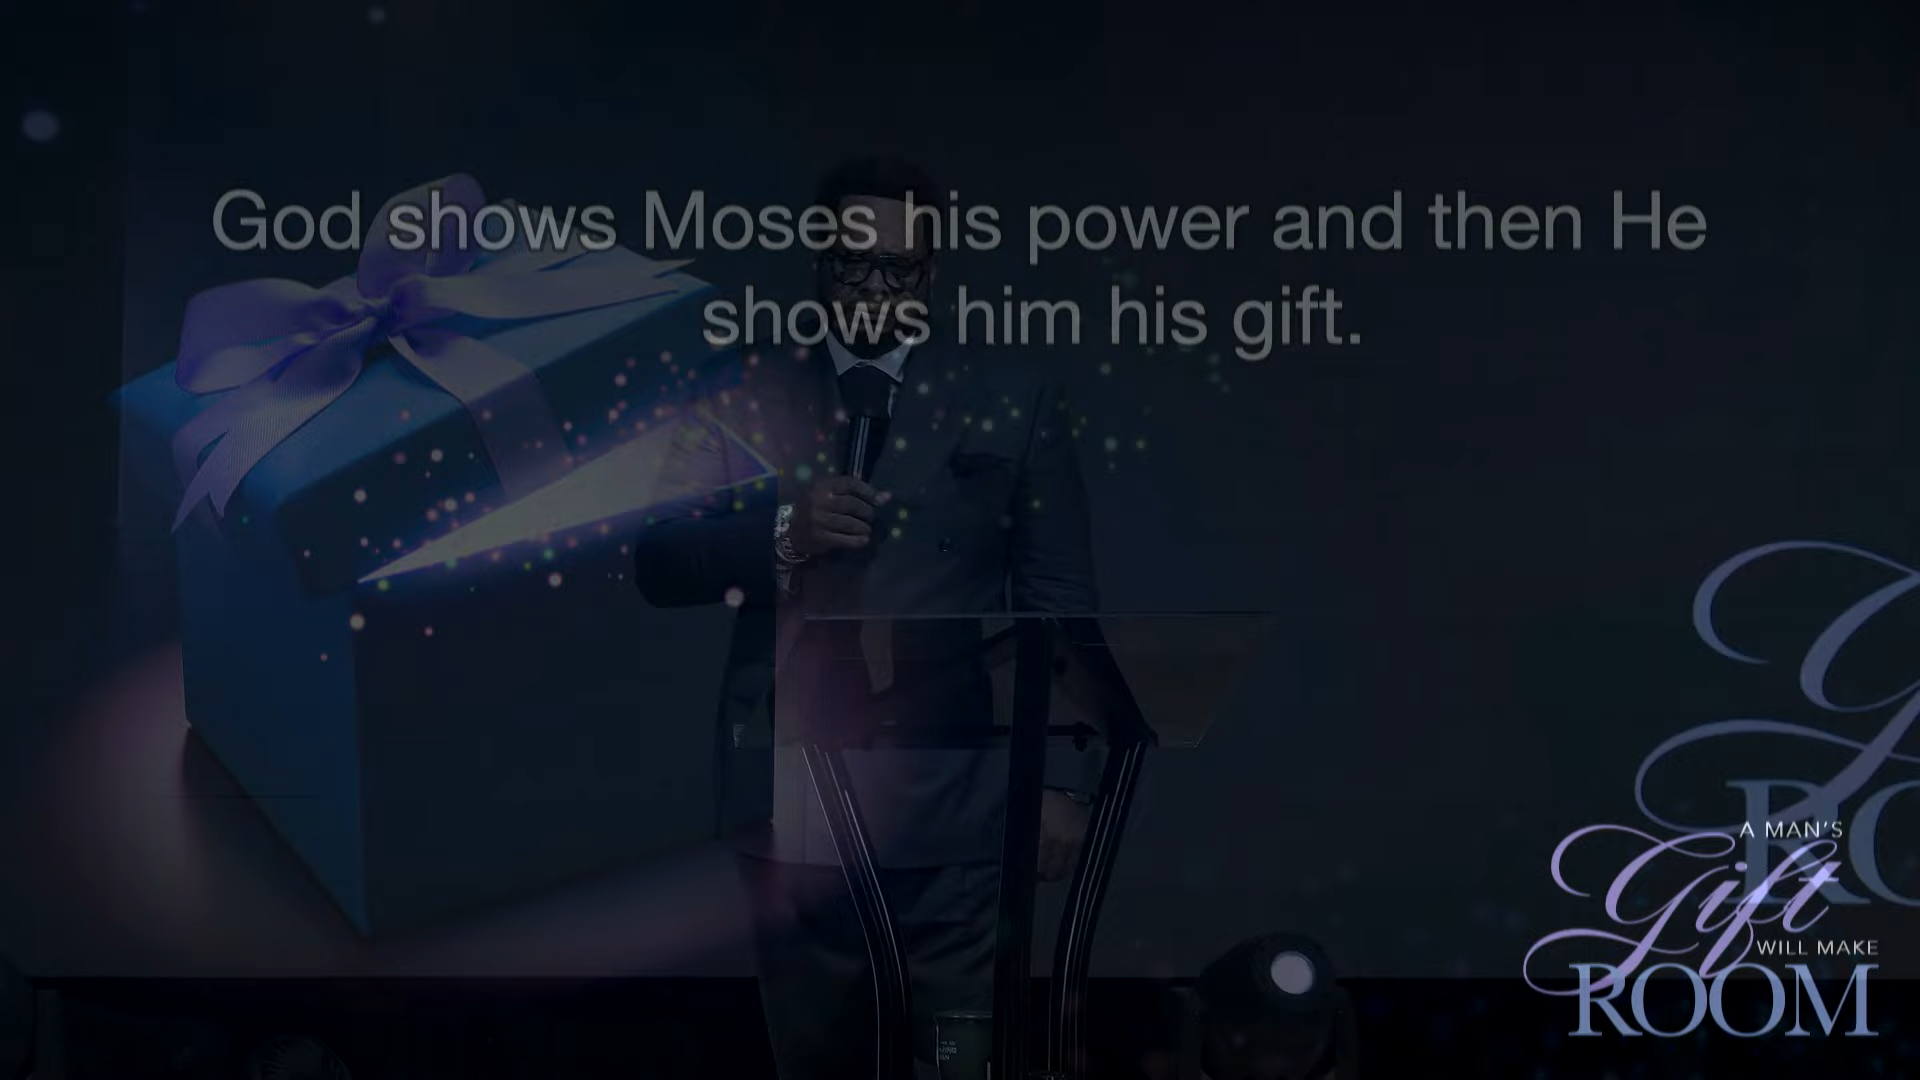 God shows Moses his power and then He
shows him his gift.
A MAN'S
Gift
WILL MAKE
ROOM